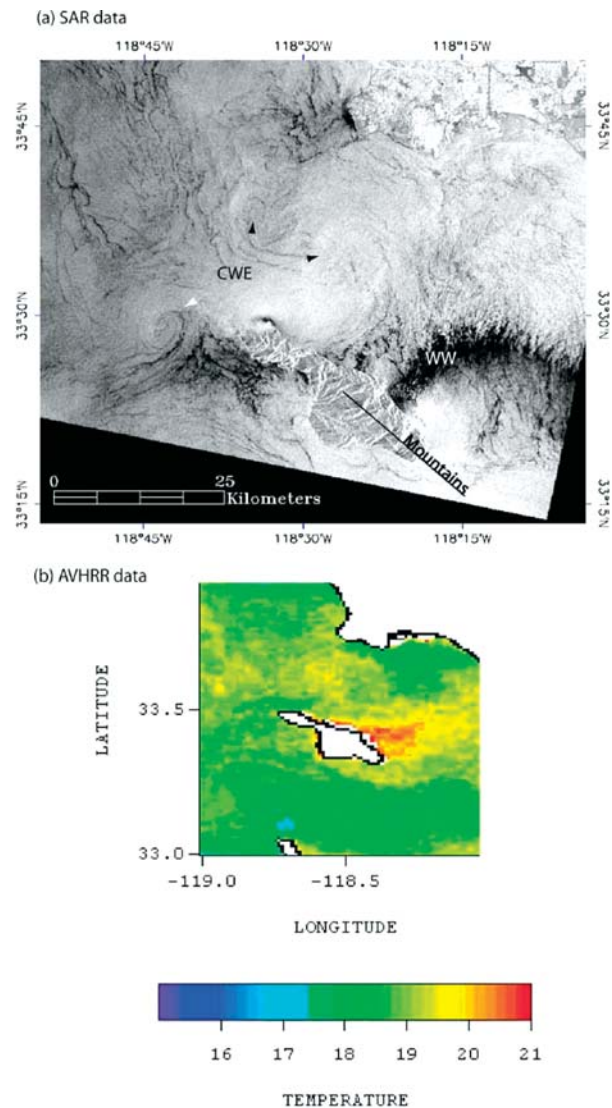 (a) SAR data
118°45'W 118°30'W 118°15'W
33°45'N 33°45'N
CWE
33°30'N 33°30'N
WW
Mountains
0 25
Kilometers
33°15'N 33°15'N
118°45'W 118°30'W 118°15'W
(b) AVHRR data
LATITUDE
33.5
33.0
-119.0 -118.5
LONGITUDE
16 17 18 19 20 21
TEMPERATURE